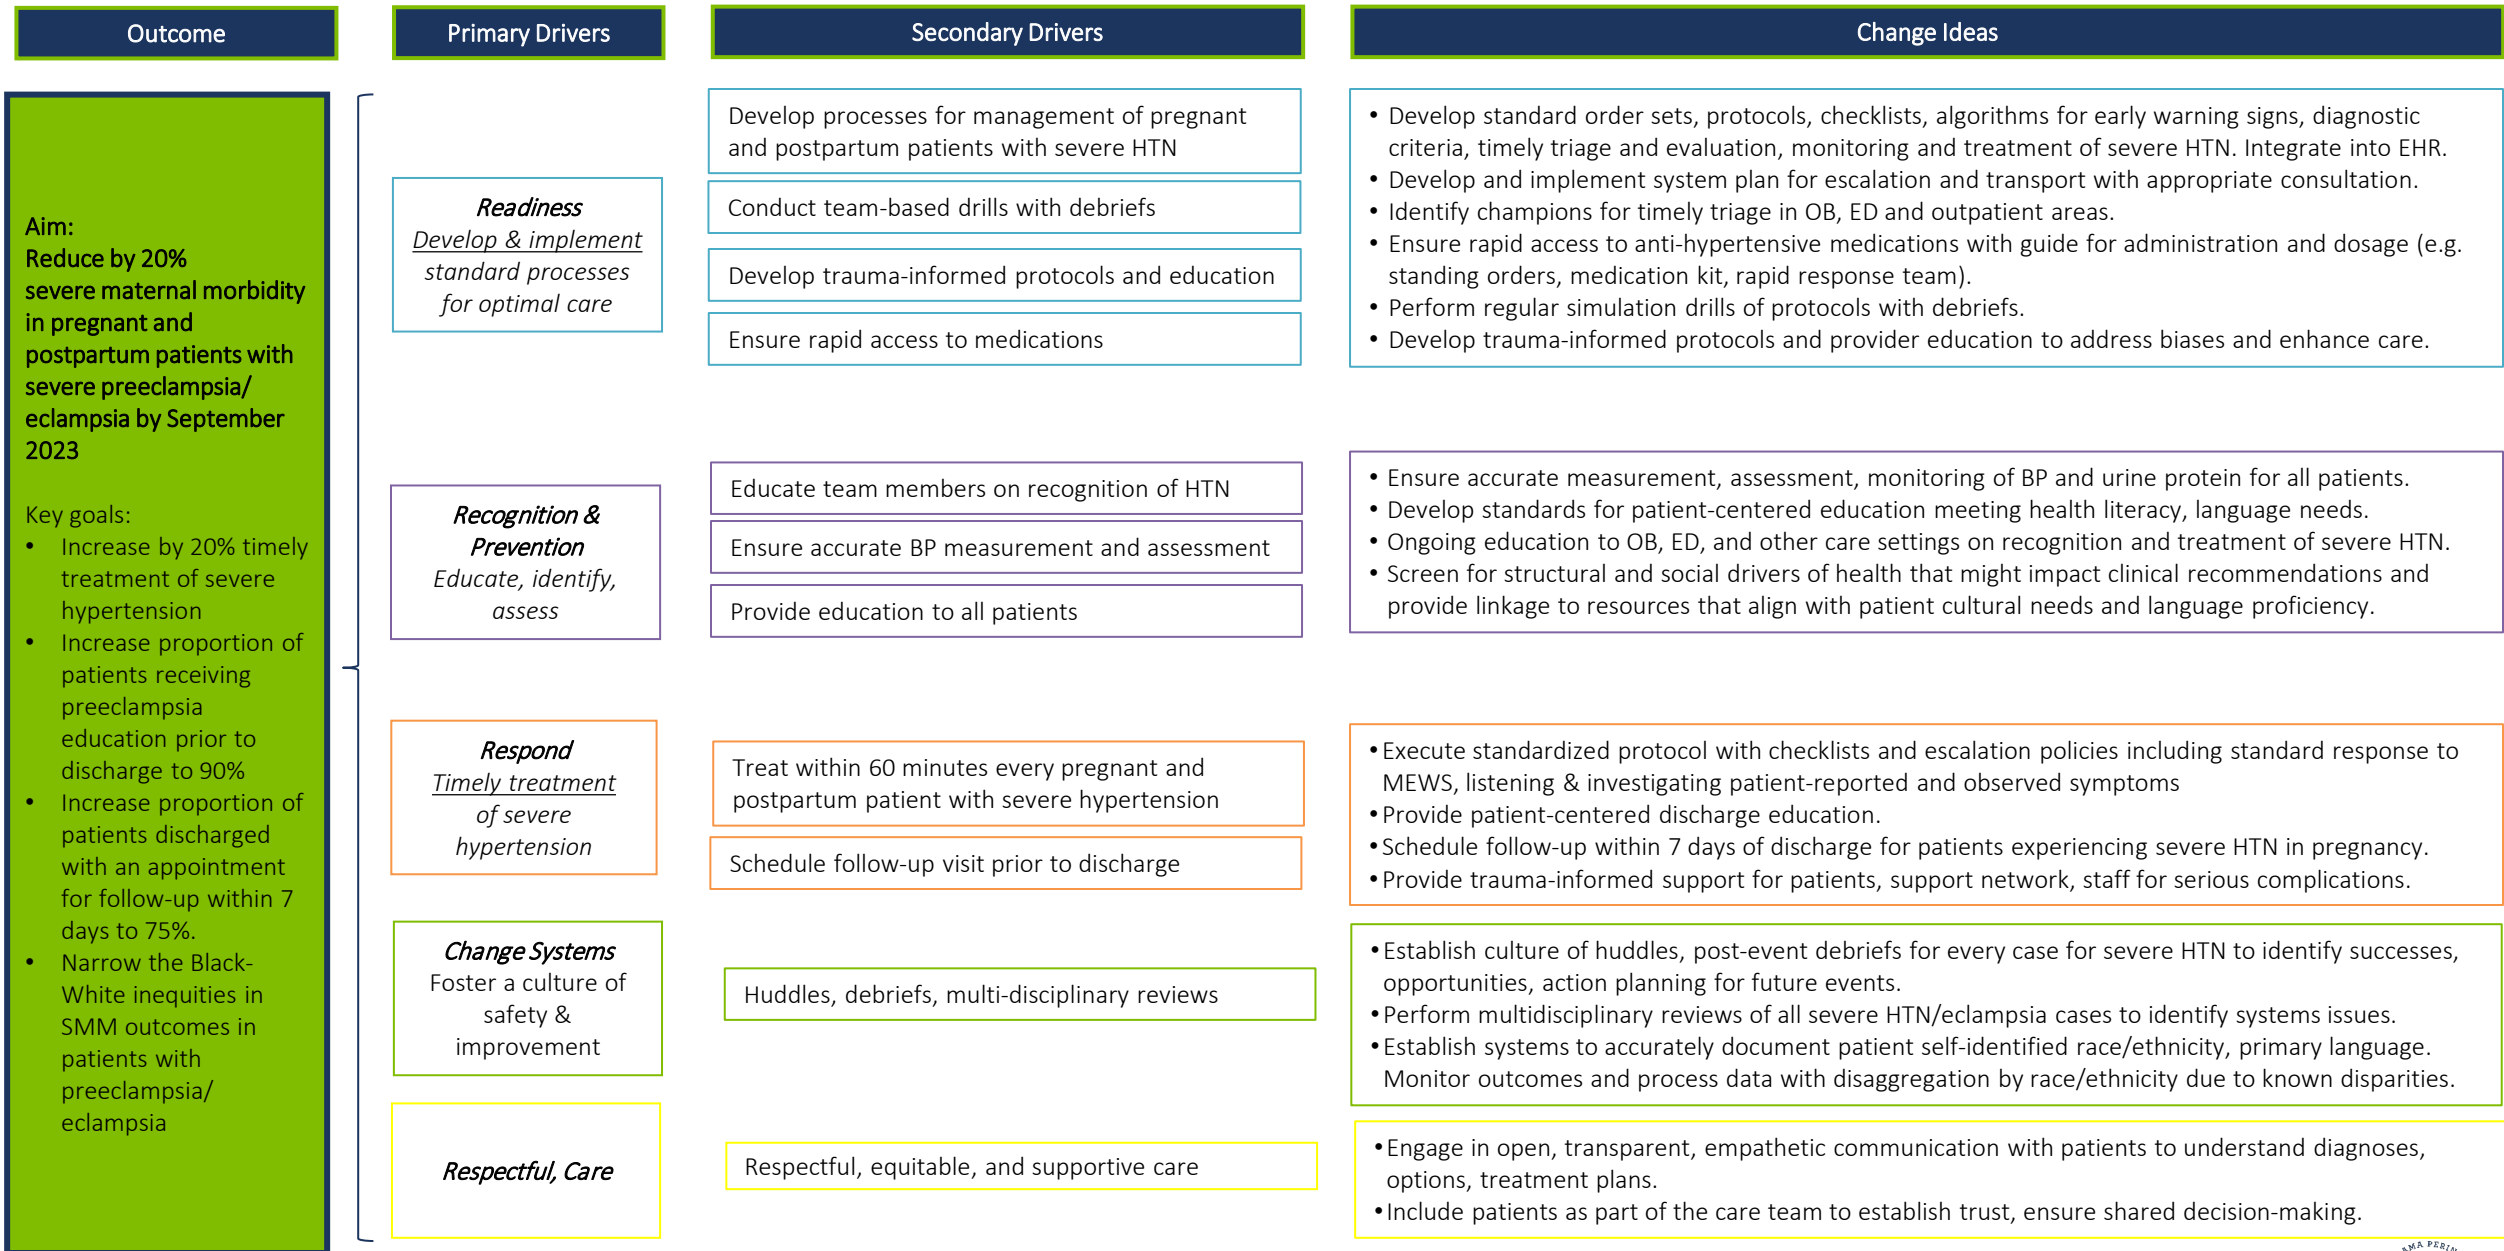 Outcome
Primary Drivers
Secondary Drivers
Change Ideas
Aim:
Reduce by 20%
severe maternal morbidity
in pregnant and
postpartum patients with
severe preeclampsia/
eclampsia by September
2023
Key goals:
• Increase by 20% timely
treatment of severe
hypertension
• Increase proportion of
patients receiving
preeclampsia
education prior to
discharge to 90%
• Increase proportion of
patients discharged
with an appointment
for follow-up within 7
days to 75%.
• Narrow the Black-
White inequities in
SMM outcomes in
patients with
preeclampsia/
eclampsia
Readiness
Develop & implement
standard processes
for optimal care
Develop processes for management of pregnant
and postpartum patients with severe HTN
Conduct team-based drills with debriefs
Develop trauma-informed protocols and education
Ensure rapid access to medications
• Develop standard order sets, protocols, checklists, algorithms for early warning signs, diagnostic
criteria, timely triage and evaluation, monitoring and treatment of severe HTN. Integrate into EHR.
• Develop and implement system plan for escalation and transport with appropriate consultation.
• Identify champions for timely triage in OB, ED and outpatient areas.
• Ensure rapid access to anti-hypertensive medications with guide for administration and dosage (e.g.
standing orders, medication kit, rapid response team).
• Perform regular simulation drills of protocols with debriefs.
• Develop trauma-informed protocols and provider education to address biases and enhance care.
Recognition &
Prevention
Educate, identify,
assess
Educate team members on recognition of HTN
Ensure accurate BP measurement and assessment
Provide education to all patients
• Ensure accurate measurement, assessment, monitoring of BP and urine protein for all patients.
• Develop standards for patient-centered education meeting health literacy, language needs.
• Ongoing education to OB, ED, and other care settings on recognition and treatment of severe HTN.
• Screen for structural and social drivers of health that might impact clinical recommendations and
provide linkage to resources that align with patient cultural needs and language proficiency.
Respond
Timely treatment
of severe
hypertension
Treat within 60 minutes every pregnant and
postpartum patient with severe hypertension
Schedule follow-up visit prior to discharge
• Execute standardized protocol with checklists and escalation policies including standard response to
MEWS, listening & investigating patient-reported and observed symptoms
• Provide patient-centered discharge education.
• Schedule follow-up within 7 days of discharge for patients experiencing severe HTN in pregnancy.
• Provide trauma-informed support for patients, support network, staff for serious complications.
Change Systems
Foster a culture of
safety &
improvement
Huddles, debriefs, multi-disciplinary reviews
• Establish culture of huddles, post-event debriefs for every case for severe HTN to identify successes,
opportunities, action planning for future events.
• Perform multidisciplinary reviews of all severe HTN/eclampsia cases to identify systems issues.
• Establish systems to accurately document patient self-identified race/ethnicity, primary language.
Monitor outcomes and process data with disaggregation by race/ethnicity due to known disparities.
Respectful, Care
Respectful, equitable, and supportive care
• Engage in open, transparent, empathetic communication with patients to understand diagnoses,
options, treatment plans.
• Include patients as part of the care team to establish trust, ensure shared decision-making.